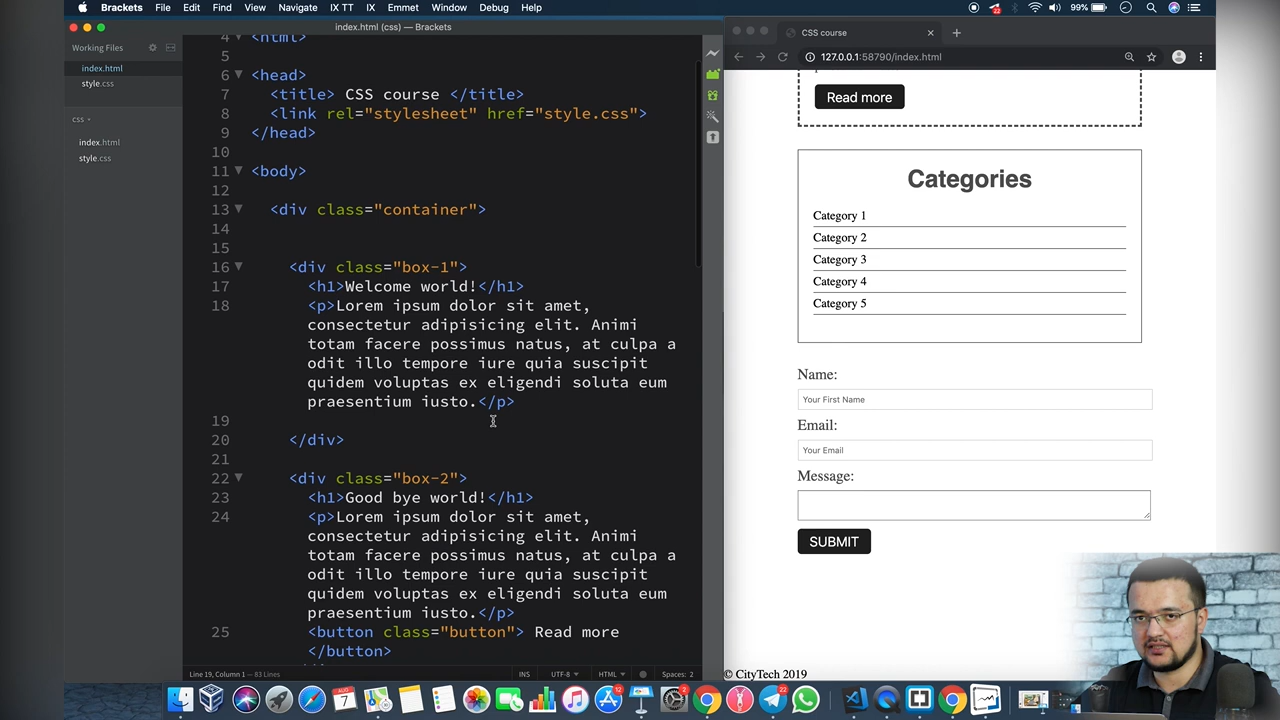 Brackets File Edit Find View Navigate IX TT IX Emmet Window Debug Help 22 99%
index.html (css) — Brackets
Working Files
index.html
style.css
css
index.html
style.css
4 <html>
5
6 <head>
7 <title> CSS course </title>
8 <link rel="stylesheet" href="style.css">
9 </head>
10
11 <body>
12
13 <div class="container">
14
15
16 <div class="box-1">
17 <h1>Welcome world!</h1>
18 <p>Lorem ipsum dolor sit amet,
consectetur adipisicing elit. Animi
totam facere possimus natus, at culpa a
odit illo tempore iure quia suscipit
quidem voluptas ex eligendi soluta eum
praesentium iusto.</p>
19
20 </div>
21
22 <div class="box-2">
23 <h1>Good bye world!</h1>
24 <p>Lorem ipsum dolor sit amet,
consectetur adipisicing elit. Animi
totam facere possimus natus, at culpa a
odit illo tempore iure quia suscipit
quidem voluptas ex eligendi soluta eum
praesentium iusto.</p>
25 <button class="button"> Read more
</button>
Line 19, Column 1 — 83 Lines INS UTF-8 HTML Spaces: 2
CSS course
127.0.0.1:58790/index.html
Read more
Categories
Category 1
Category 2
Category 3
Category 4
Category 5
Name:
Your First Name
Email:
Your Email
Message:
SUBMIT
© CityTech 2019